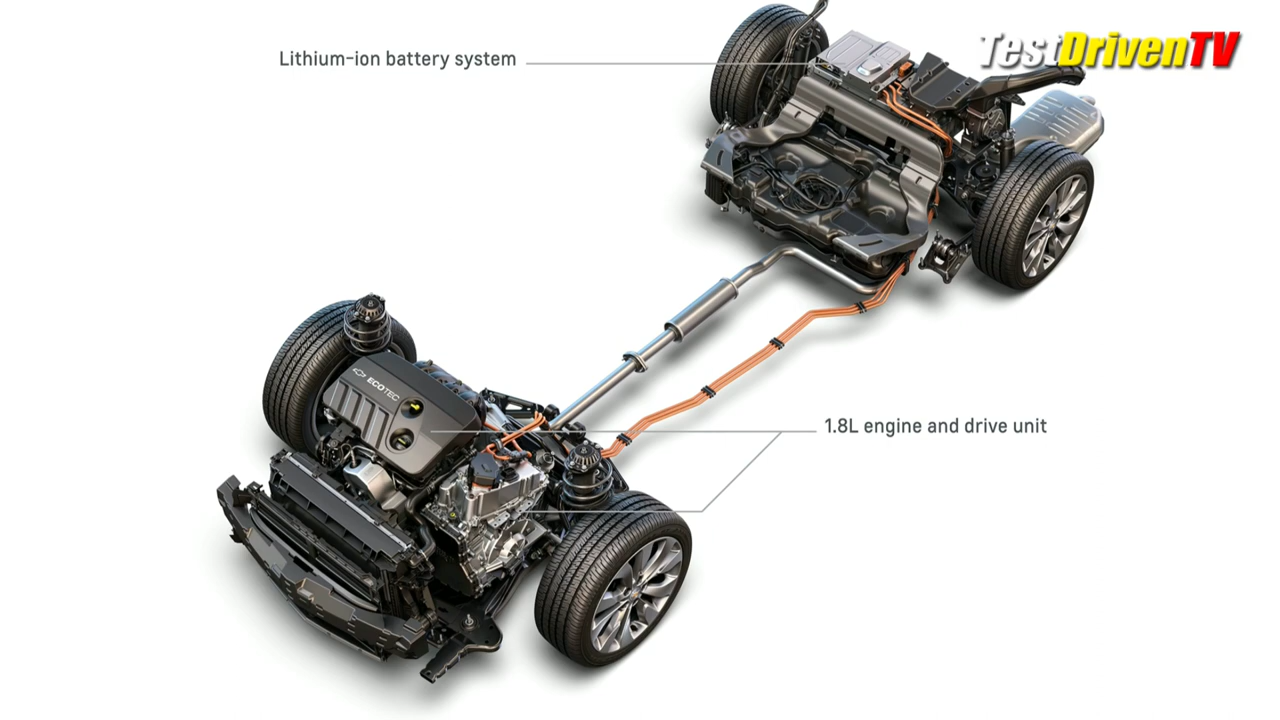 Lithium-ion battery system
TestDrivenTV
ECOTEC
1.8L engine and drive unit